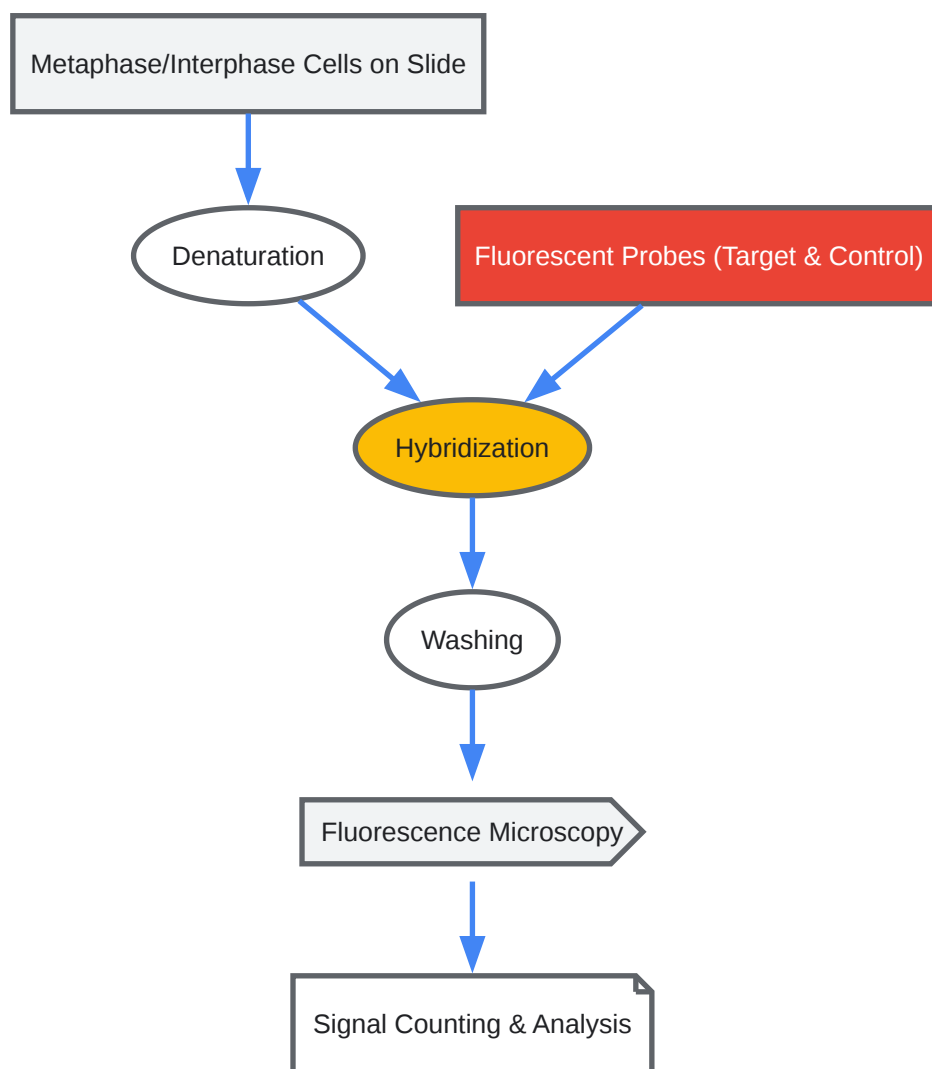 Metaphase/Interphase Cells on Slide
Denaturation
Fluorescent Probes (Target & Control)
Hybridization
Washing
Fluorescence Microscopy
Signal Counting & Analysis